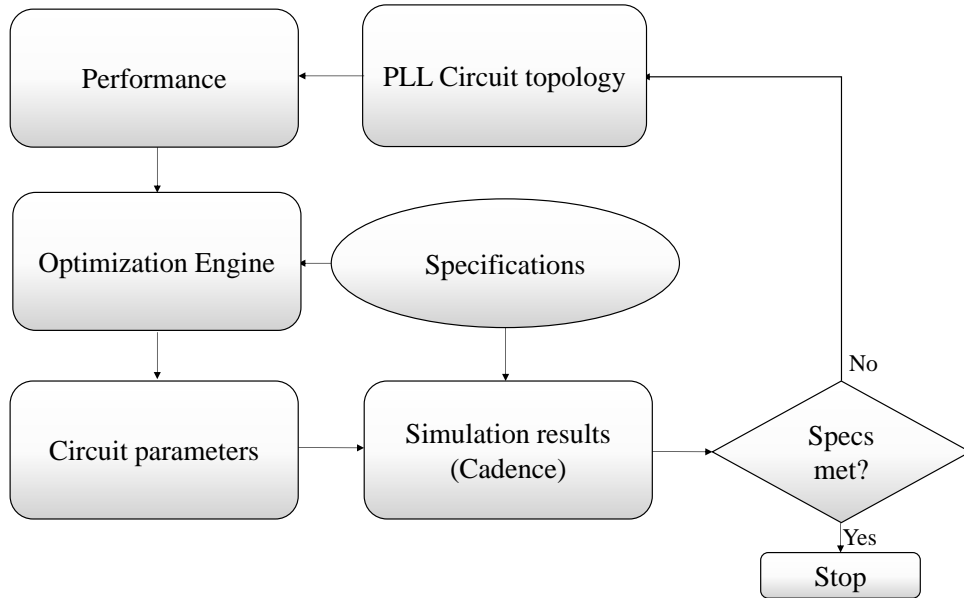 Performance
PLL Circuit topology
Optimization Engine
Specifications
No
Circuit parameters
Simulation results
(Cadence)
Specs
met?
Yes
Stop